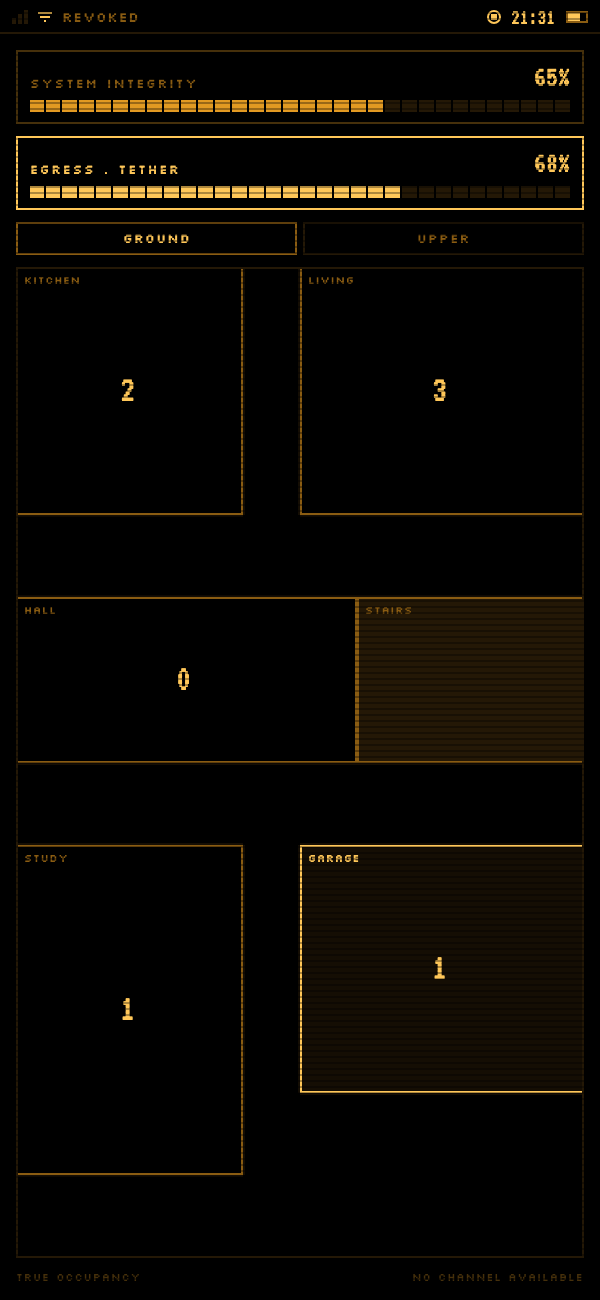 REVOKED 21:31
SYSTEM INTEGRITY 65%
EGRESS . TETHER 68%
GROUND UPPER
KITCHEN LIVING
2 3
HALL STAIRS
0
STUDY GARAGE
1
1
TRUE OCCUPANCY NO CHANNEL AVAILABLE